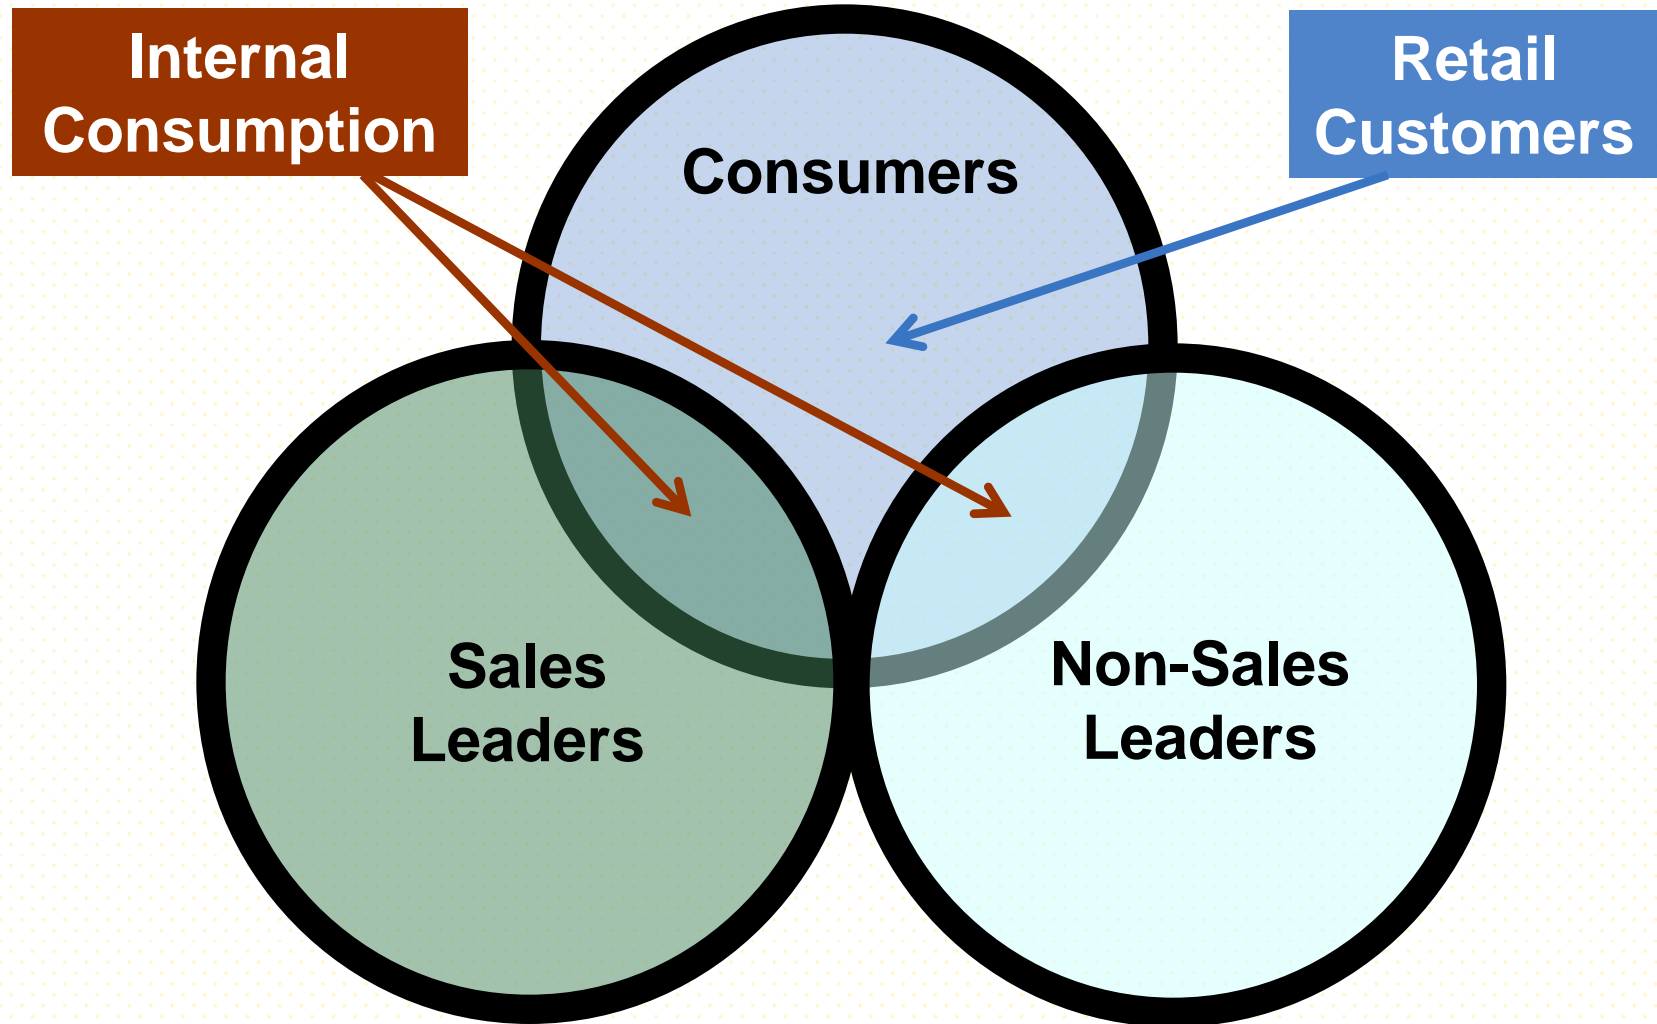 Internal
Consumption
Retail
Customers
Consumers
Sales
Leaders
Non-Sales
Leaders